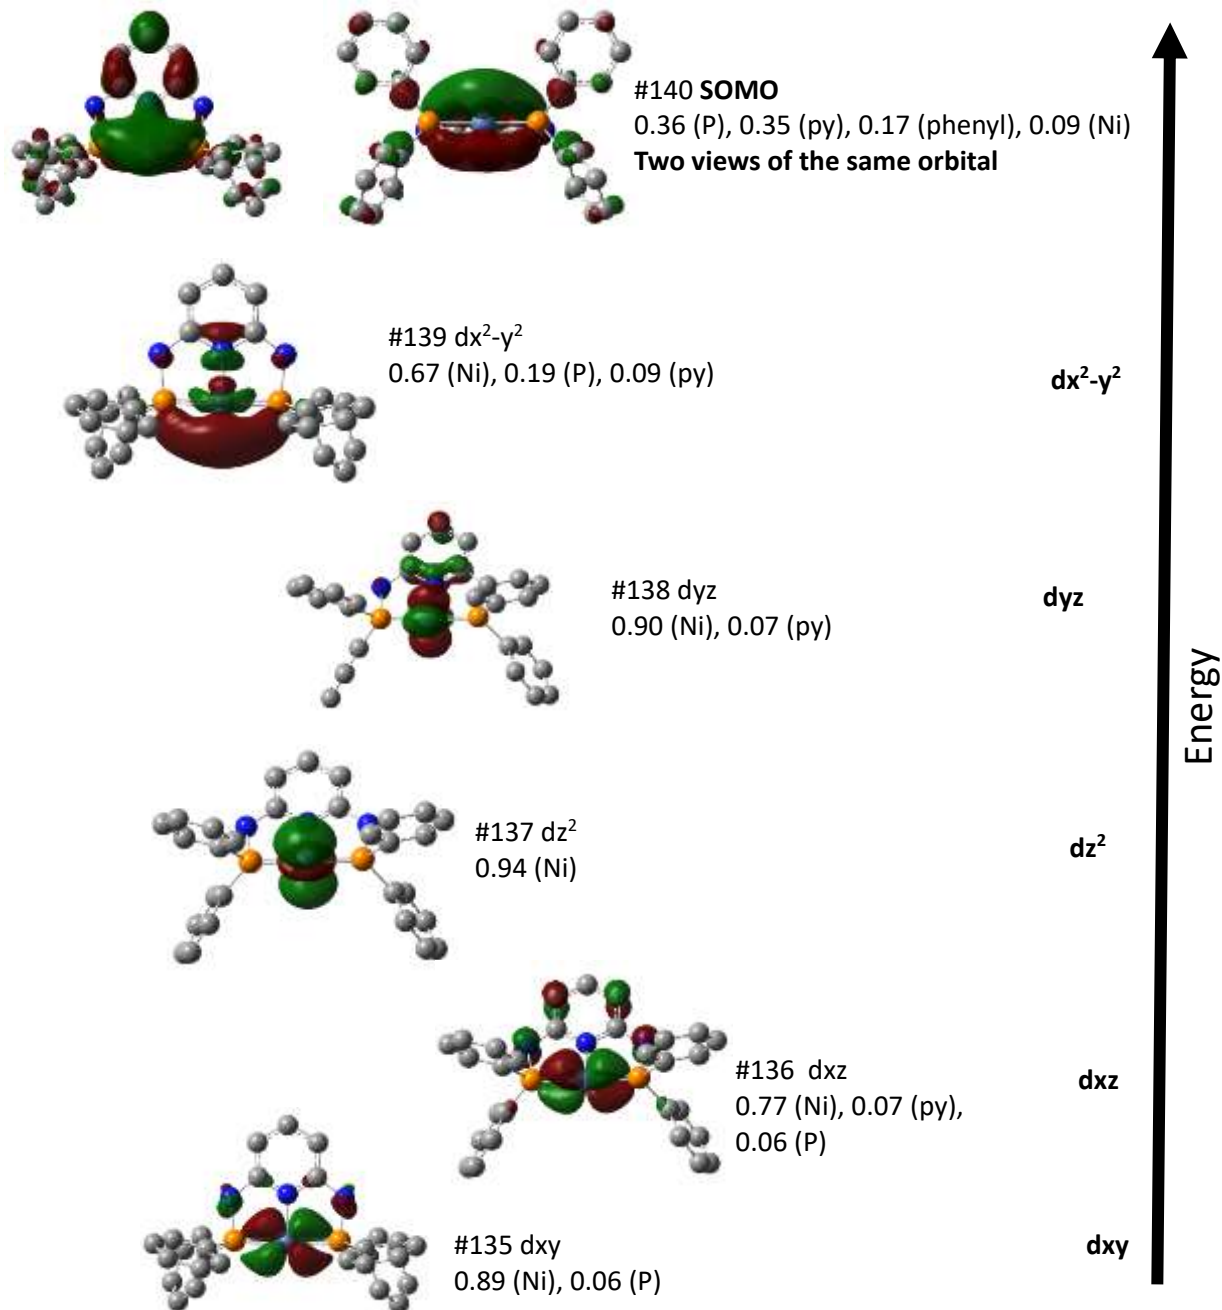 #140 SOMO
0.36 (P), 0.35 (py), 0.17 (phenyl), 0.09 (Ni)
Two views of the same orbital
#139 dx²-y²
0.67 (Ni), 0.19 (P), 0.09 (py)
dx²-y²
#138 dyz
0.90 (Ni), 0.07 (py)
dyz
Energy
#137 dz²
0.94 (Ni)
dz²
#136 dxz
0.77 (Ni), 0.07 (py),
0.06 (P)
dxz
#135 dxy
0.89 (Ni), 0.06 (P)
dxy